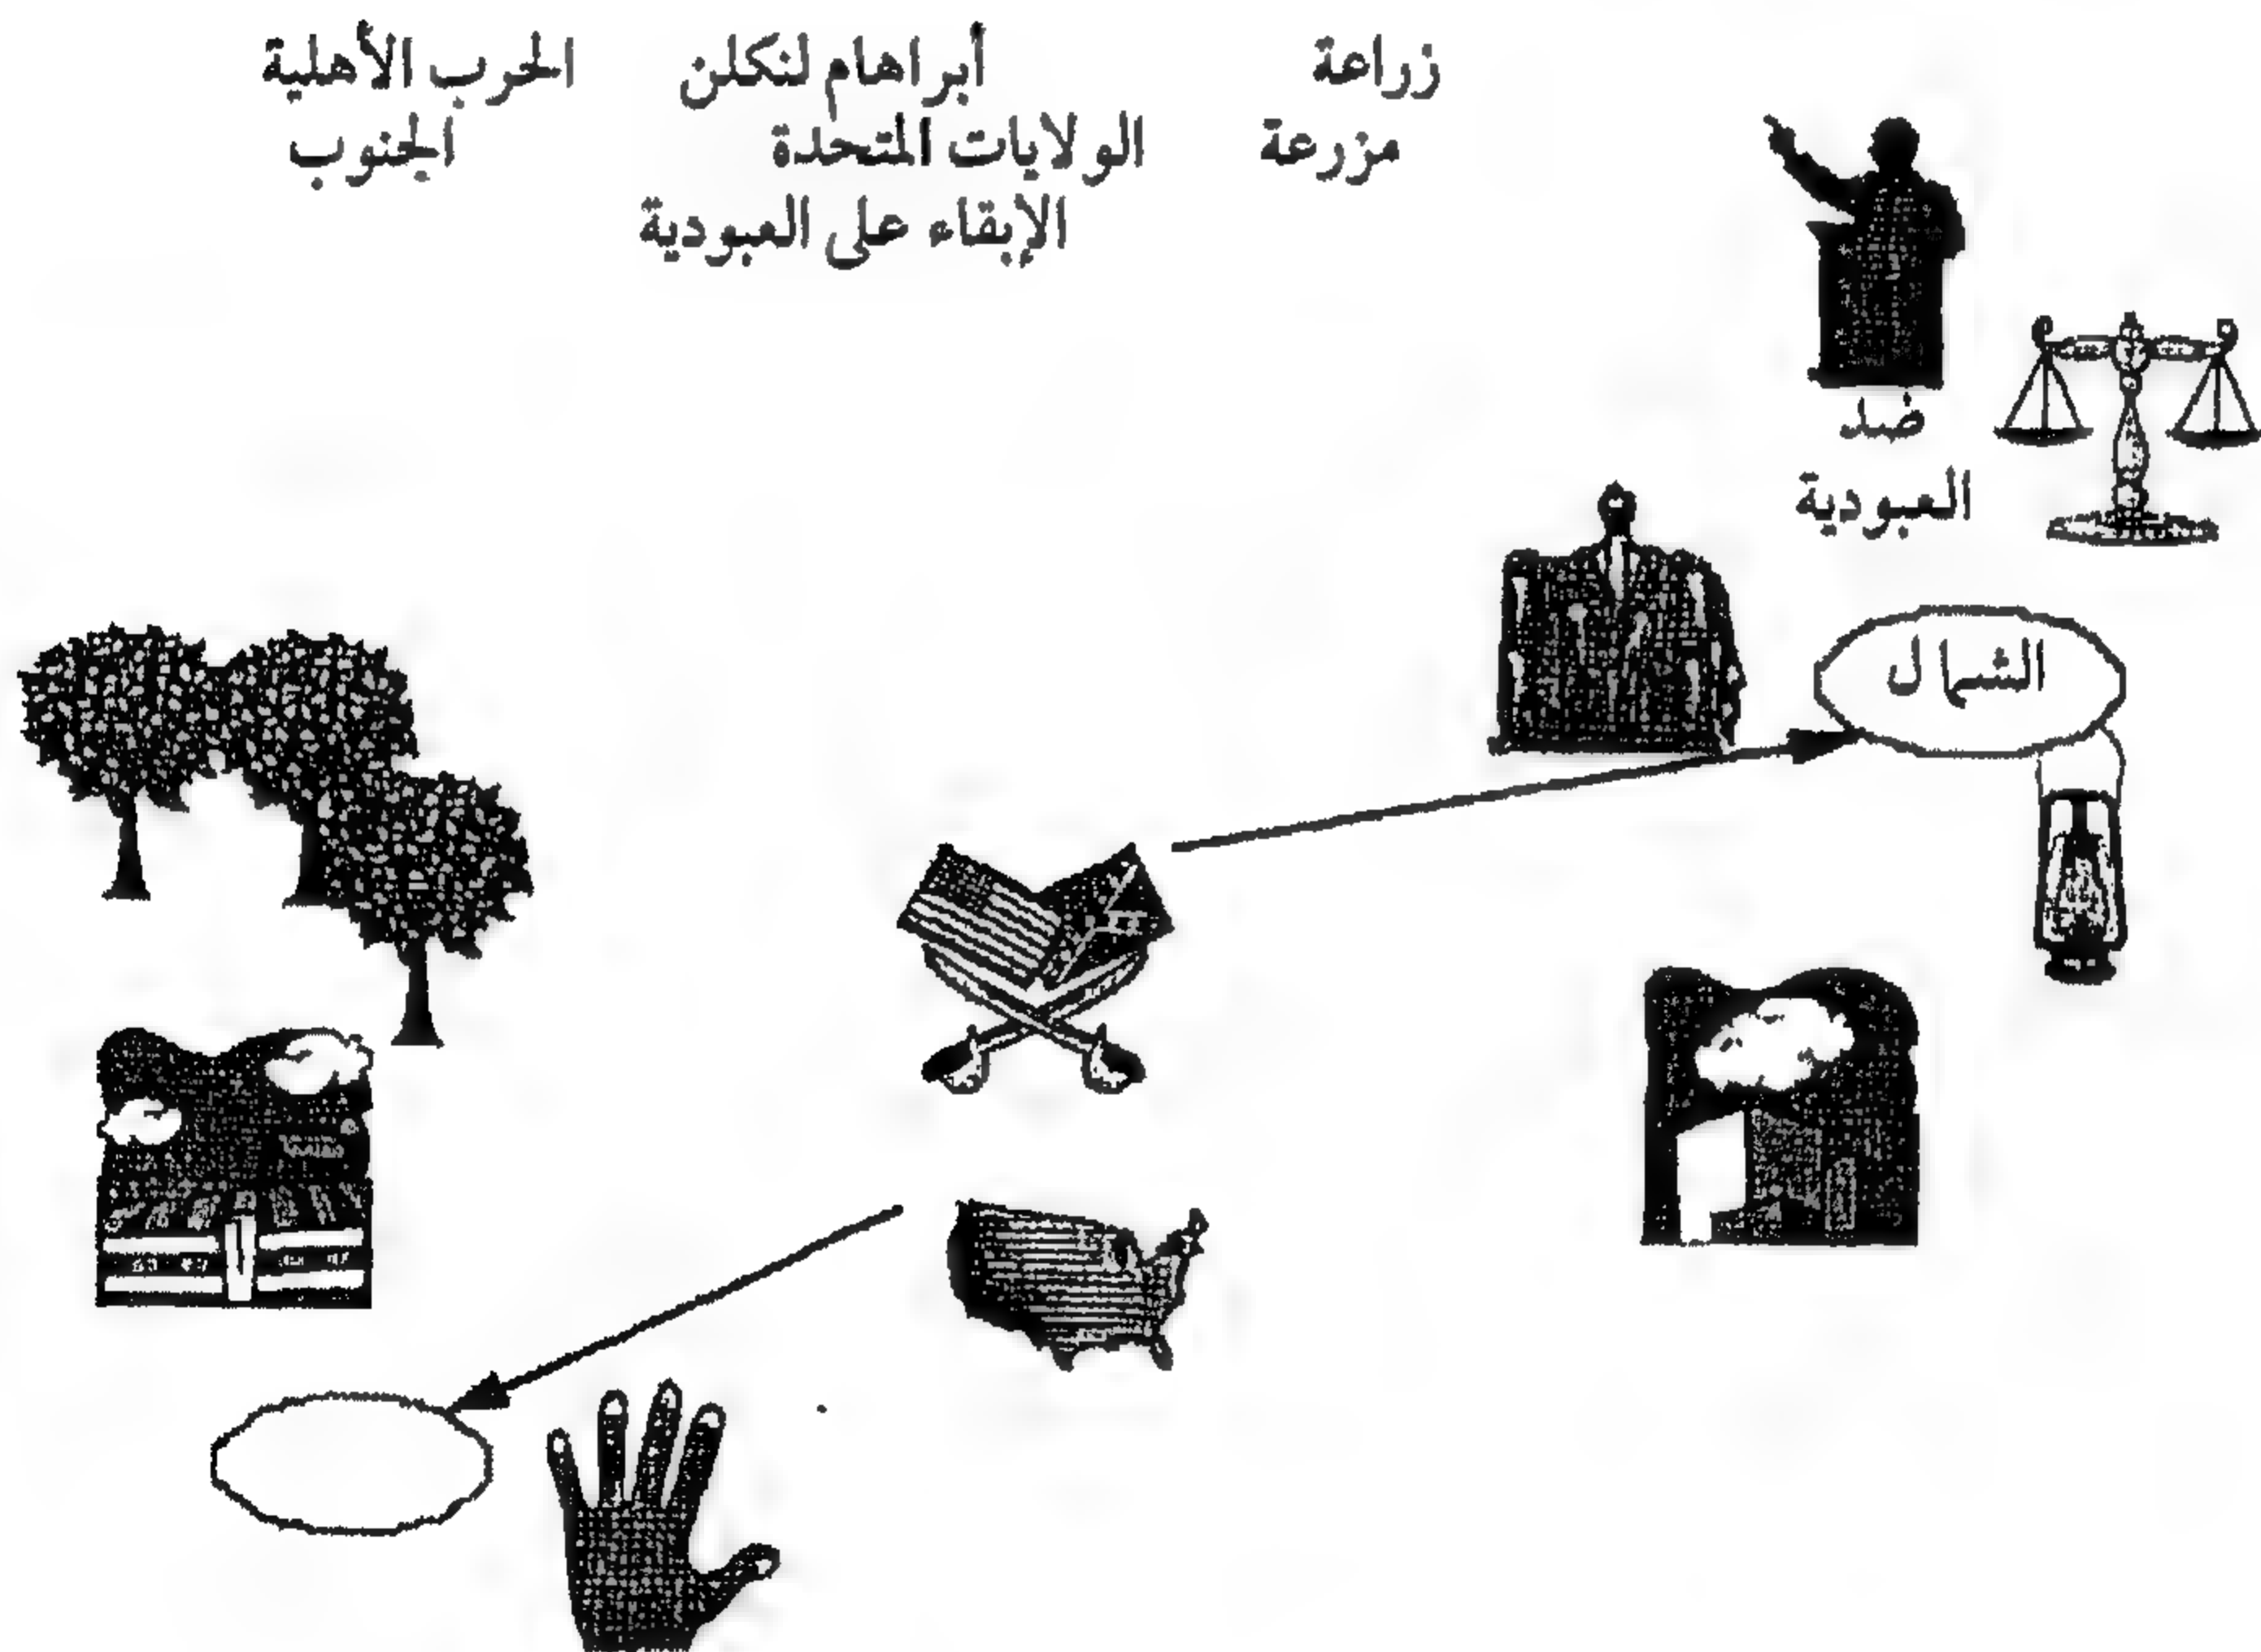 زراعة أبراهام لنكلن الحرب الأهلية
مزرعة الولايات المتحدة الجنوب
الإبقاء على العبودية
ضد
العبودية
الشمال